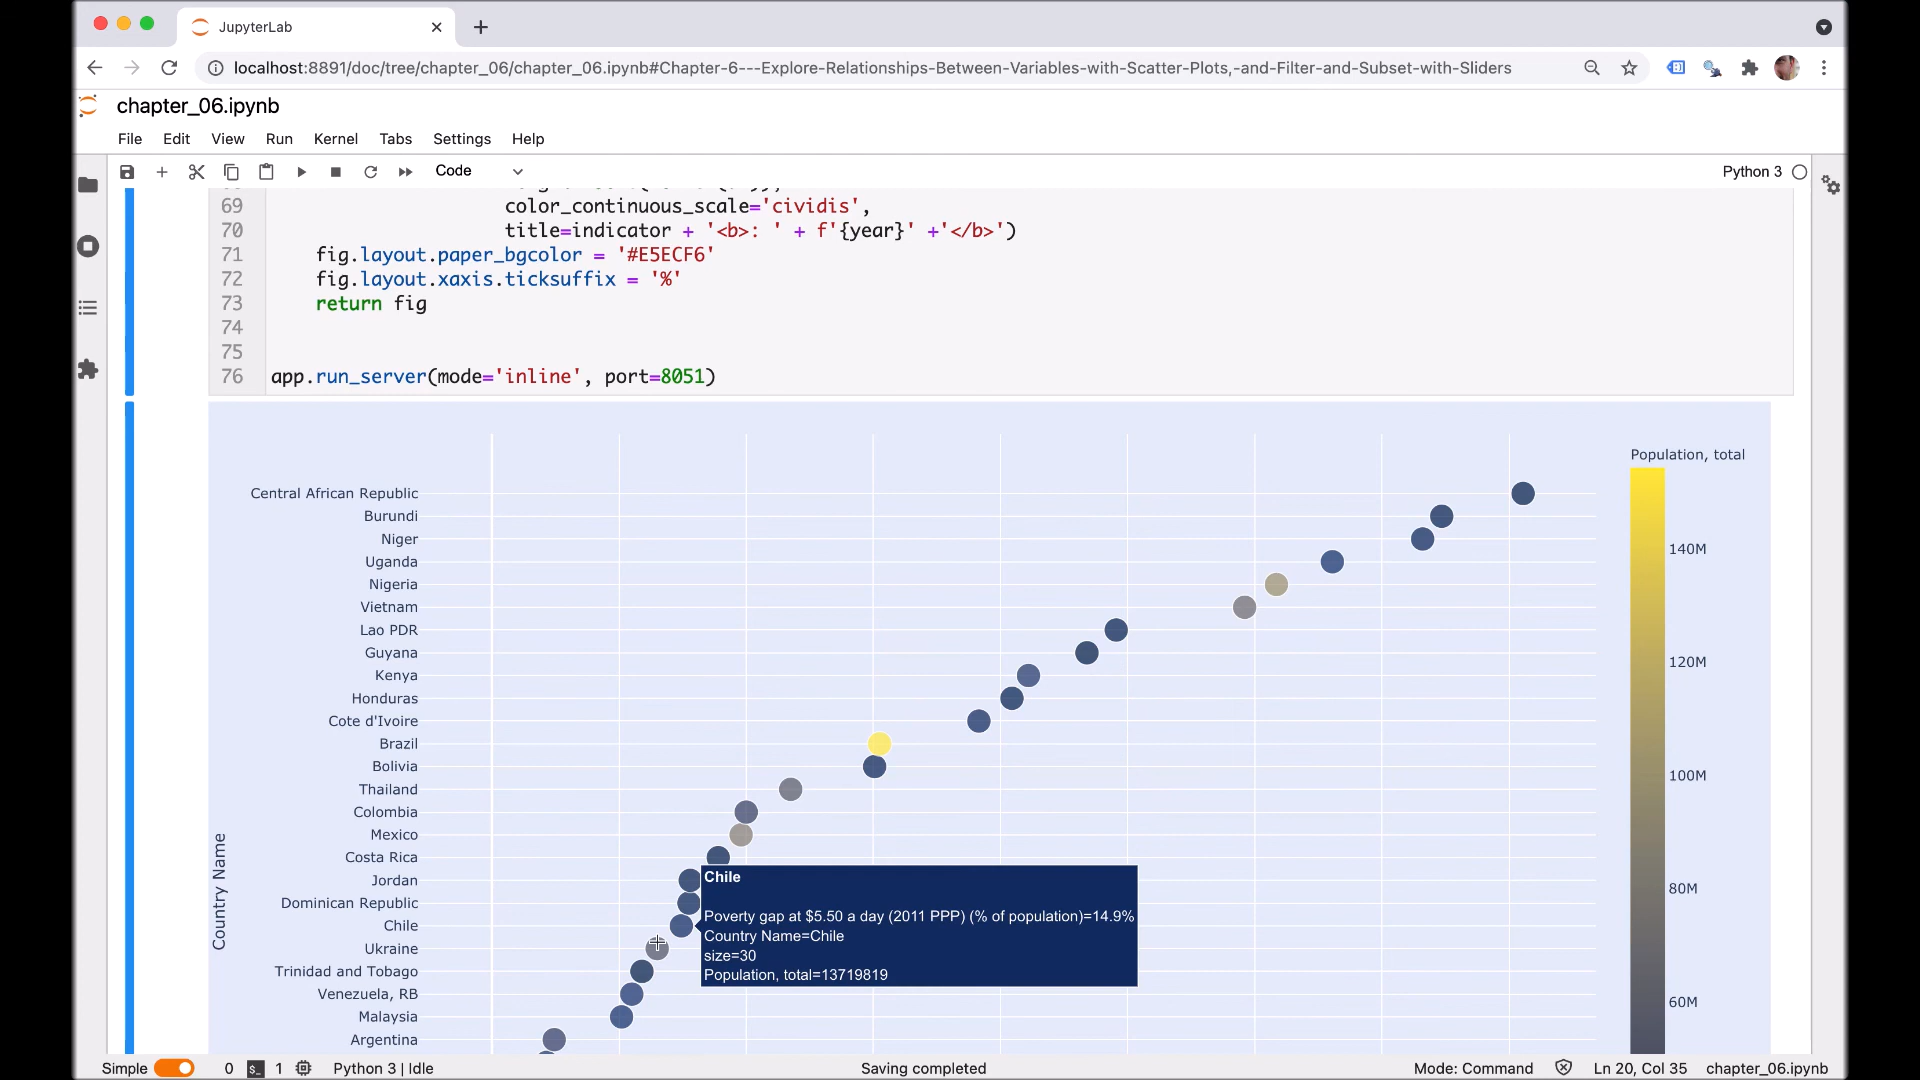 JupyterLab
localhost:8891/doc/tree/chapter_06/chapter_06.ipynb#Chapter-6---Explore-Relationships-Between-Variables-with-Scatter-Plots,-and-Filter-and-Subset-with-Sliders
chapter_06.ipynb
File Edit View Run Kernel Tabs Settings Help
Code
Python 3
69 color_continuous_scale='cividis',
70 title=indicator + '<b>: ' + f'{year}' +'</b>')
71 fig.layout.paper_bgcolor = '#E5ECF6'
72 fig.layout.xaxis.ticksuffix = '%'
73 return fig
74
75
76 app.run_server(mode='inline', port=8051)
Population, total
140M
120M
100M
80M
60M
Country Name
Central African Republic
Burundi
Niger
Uganda
Nigeria
Vietnam
Lao PDR
Guyana
Kenya
Honduras
Cote d'Ivoire
Brazil
Bolivia
Thailand
Colombia
Mexico
Costa Rica
Jordan
Dominican Republic
Chile
Ukraine
Trinidad and Tobago
Venezuela, RB
Malaysia
Argentina
Chile
Poverty gap at $5.50 a day (2011 PPP) (% of population)=14.9%
Country Name=Chile
size=30
Population, total=13719819
Simple 0 $_ 1 Python 3 | Idle Saving completed Mode: Command Ln 20, Col 35 chapter_06.ipynb